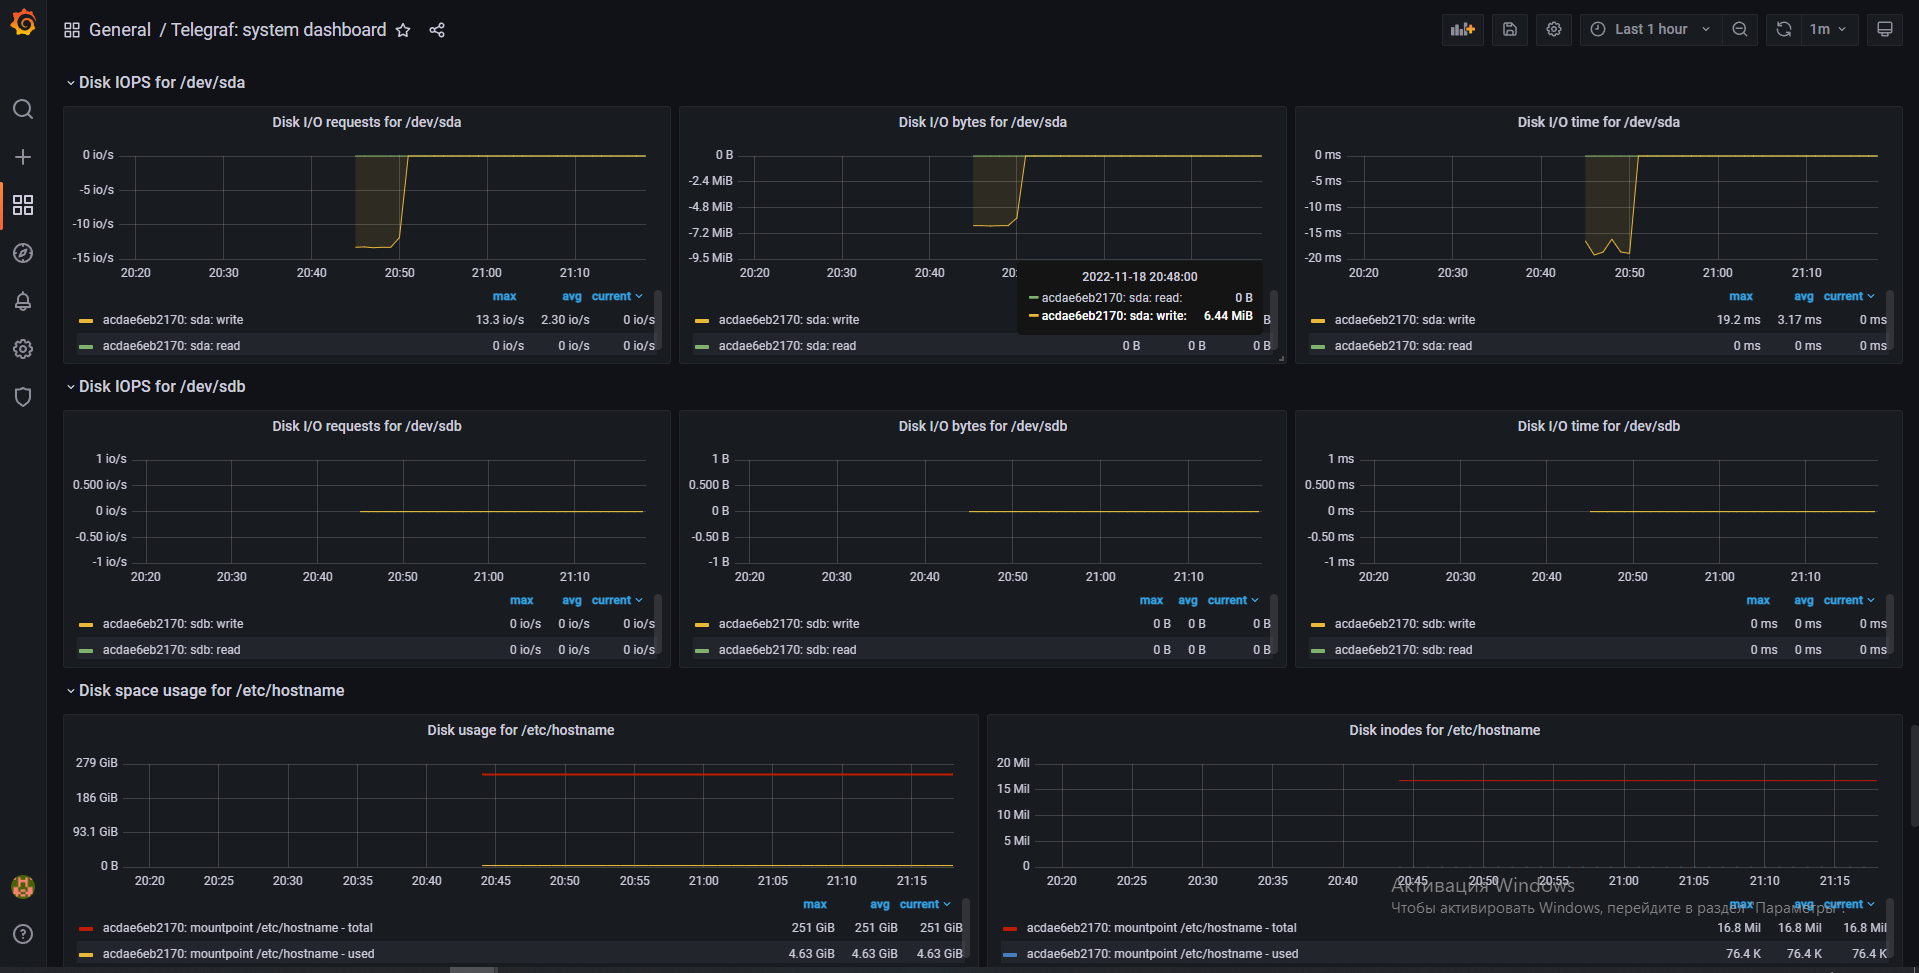 General / Telegraf: system dashboard
Last 1 hour
1m
Disk IOPS for /dev/sda
Disk I/O requests for /dev/sda
0 io/s
-5 io/s
-10 io/s
-15 io/s
20:20 20:30 20:40 20:50 21:00 21:10
max avg current
acdae6eb2170: sda: write 13.3 io/s 2.30 io/s 0 io/s
acdae6eb2170: sda: read 0 io/s 0 io/s 0 io/s
Disk I/O bytes for /dev/sda
0 B
-2.4 MiB
-4.8 MiB
-7.2 MiB
-9.5 MiB
20:20 20:30 20:40
2022-11-18 20:48:00
acdae6eb2170: sda: read: 0 B
acdae6eb2170: sda: write: 6.44 MiB
acdae6eb2170: sda: write B
acdae6eb2170: sda: read 0 B 0 B 0 B
Disk I/O time for /dev/sda
0 ms
-5 ms
-10 ms
-15 ms
-20 ms
20:20 20:30 20:40 20:50 21:00 21:10
max avg current
acdae6eb2170: sda: write 19.2 ms 3.17 ms 0 ms
acdae6eb2170: sda: read 0 ms 0 ms 0 ms
Disk IOPS for /dev/sdb
Disk I/O requests for /dev/sdb
1 io/s
0.500 io/s
0 io/s
-0.50 io/s
-1 io/s
20:20 20:30 20:40 20:50 21:00 21:10
max avg current
acdae6eb2170: sdb: write 0 io/s 0 io/s 0 io/s
acdae6eb2170: sdb: read 0 io/s 0 io/s 0 io/s
Disk I/O bytes for /dev/sdb
1 B
0.500 B
0 B
-0.50 B
-1 B
20:20 20:30 20:40 20:50 21:00 21:10
max avg current
acdae6eb2170: sdb: write 0 B 0 B 0 B
acdae6eb2170: sdb: read 0 B 0 B 0 B
Disk I/O time for /dev/sdb
1 ms
0.500 ms
0 ms
-0.50 ms
-1 ms
20:20 20:30 20:40 20:50 21:00 21:10
max avg current
acdae6eb2170: sdb: write 0 ms 0 ms 0 ms
acdae6eb2170: sdb: read 0 ms 0 ms 0 ms
Disk space usage for /etc/hostname
Disk usage for /etc/hostname
279 GiB
186 GiB
93.1 GiB
0 B
20:20 20:25 20:30 20:35 20:40 20:45 20:50 20:55 21:00 21:05 21:10 21:15
max avg current
acdae6eb2170: mountpoint /etc/hostname - total 251 GiB 251 GiB 251 GiB
acdae6eb2170: mountpoint /etc/hostname - used 4.63 GiB 4.63 GiB 4.63 GiB
Disk inodes for /etc/hostname
20 Mil
15 Mil
10 Mil
5 Mil
0
20:20 20:25 20:30 20:35 20:40 20:45 20:50 20:55 21:00 21:05 21:10 21:15
max avg current
acdae6eb2170: mountpoint /etc/hostname - total 16.8 Mil 16.8 Mil 16.8 Mil
acdae6eb2170: mountpoint /etc/hostname - used 76.4 K 76.4 K 76.4 K
Активация Windows
Чтобы активировать Windows, перейдите в раздел "Параметры".